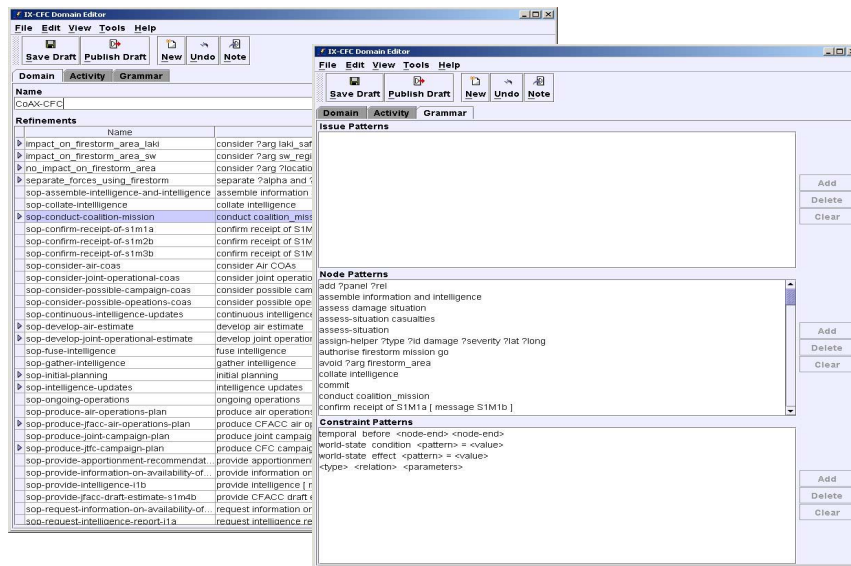 IX-CFC Domain Editor
File Edit View Tools Help
Save Draft Publish Draft New Undo Note
Domain Activity Grammar
Name
CoAX-CFC
Refinements
Name
impact_on_firestorm_area_laki consider ?arg laki_saf
impact_on_firestorm_area_sw consider ?arg sw_regi
no_impact_on_firestorm_area consider ?arg ?locatio
separate_forces_using_firestorm separate ?alpha and ?
sop-assemble-intelligence-and-intelligence assemble information
sop-collate-intelligence collate intelligence
sop-conduct-coalition-mission conduct coalition_miss
sop-confirm-receipt-of-s1m1a confirm receipt of S1M
sop-confirm-receipt-of-s1m2b confirm receipt of S1M
sop-confirm-receipt-of-s1m3b confirm receipt of S1M
sop-consider-air-coas consider Air COAs
sop-consider-joint-operational-coas consider joint operatio
sop-consider-possible-campaign-coas consider possible cam
sop-consider-possible-opeations-coas consider possible ope
sop-continuous-intelligence-updates continuous intelligence
sop-develop-air-estimate develop air estimate
sop-develop-joint-operational-estimate develop joint operation
sop-fuse-intelligence fuse intelligence
sop-gather-intelligence gather intelligence
sop-initial-planning initial planning
sop-intelligence-updates intelligence updates
sop-ongoing-operations ongoing operations
sop-produce-air-operations-plan produce air operations
sop-produce-jfacc-air-operations-plan produce CFACC air op
sop-produce-joint-campaign-plan produce joint campaig
sop-produce-jtfc-campaign-plan produce CFC campaig
sop-provide-apportionment-recommendat... provide apportionment
sop-provide-information-on-availability-of... provide information on
sop-provide-intelligence-i1b provide intelligence [ r
sop-provide-jfacc-draft-estimate-s1m4b provide CFACC draft e
sop-request-information-on-availability-of... request information or
sop-request-intelligence-report-i1a request intelligence re
IX-CFC Domain Editor
File Edit View Tools Help
Save Draft Publish Draft New Undo Note
Domain Activity Grammar
Issue Patterns
Add
Delete
Clear
Node Patterns
add ?panel ?rel
assemble information and intelligence
assess damage situation
assess-situation casualties
assess-situation
assign-helper ?type ?id damage ?severity ?lat ?long
authorise firestorm mission go
avoid ?arg firestorm_area
collate intelligence
commit
conduct coalition_mission
confirm receipt of S1M1a [ message S1M1b ]
Add
Delete
Clear
Constraint Patterns
temporal before <node-end> <node-end>
world-state condition <pattern> = <value>
world-state effect <pattern> = <value>
<type> <relation> <parameters>
Add
Delete
Clear